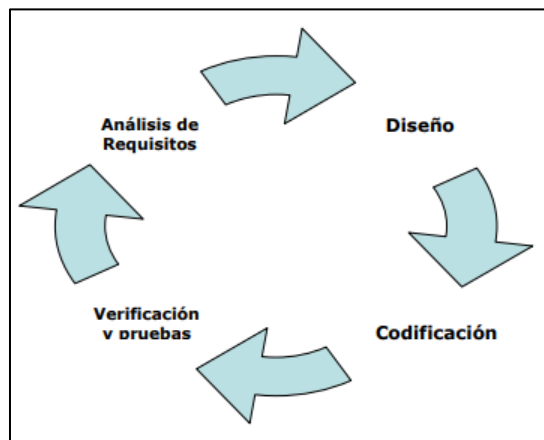 Análisis de
Requisitos
Diseño
Verificación
y pruebas
Codificación